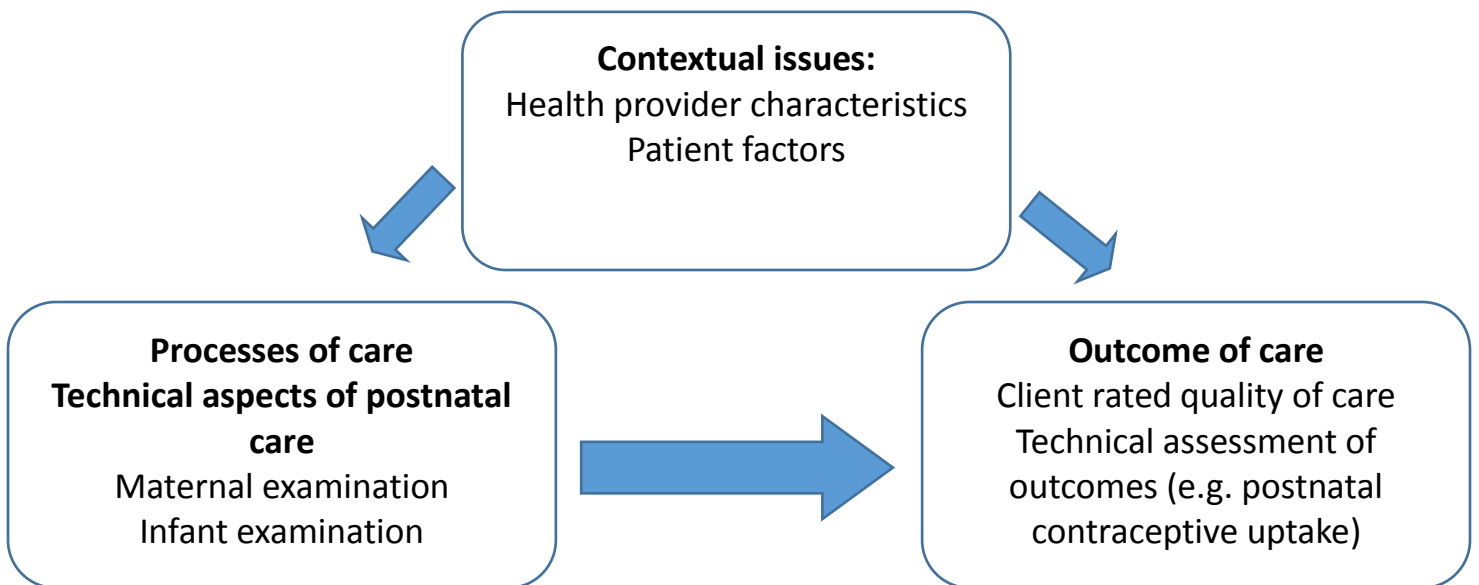 Contextual issues:
Health provider characteristics
Patient factors
Processes of care
Technical aspects of postnatal
care
Maternal examination
Infant examination
Outcome of care
Client rated quality of care
Technical assessment of
outcomes (e.g. postnatal
contraceptive uptake)